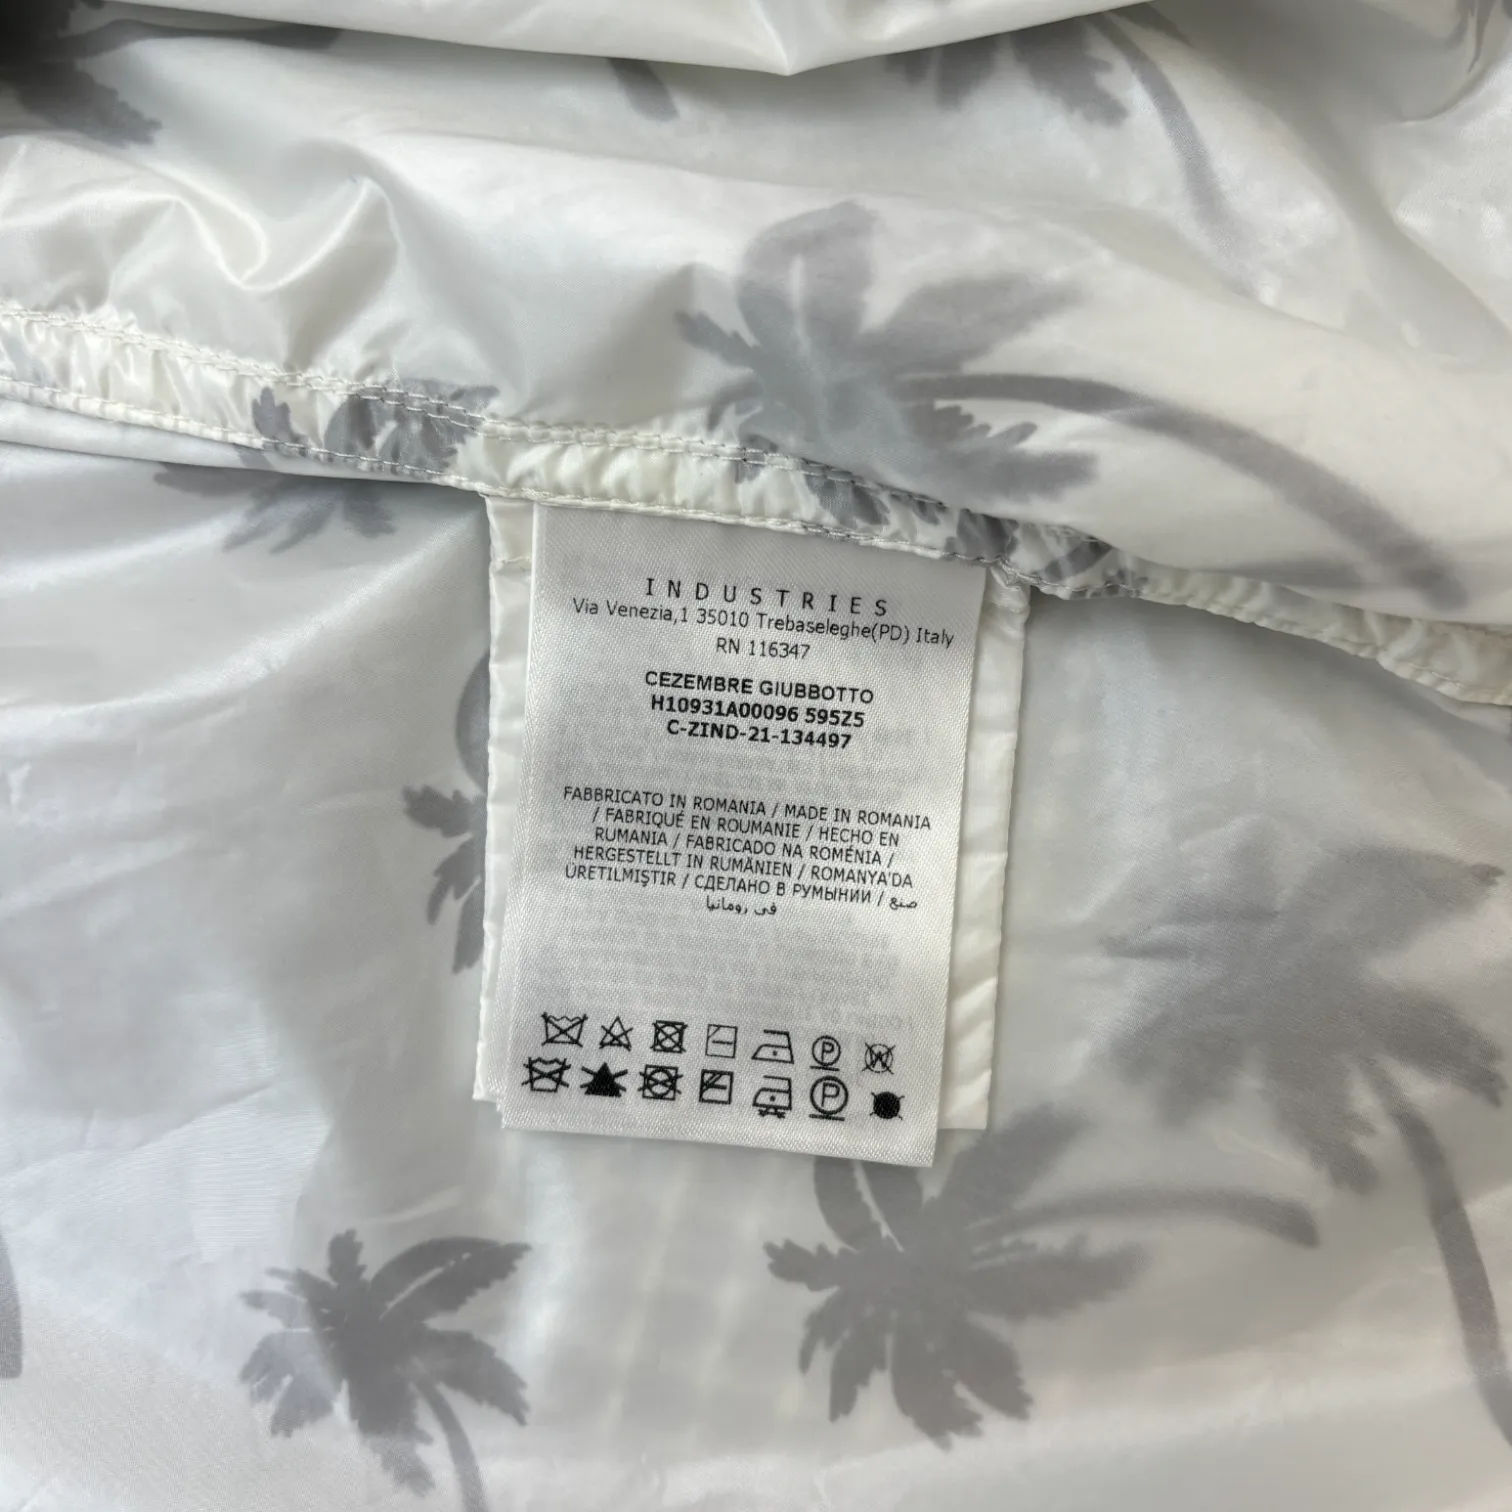 INDUSTRIES
Via Venezia,1 35010 Trebaseleghe(PD) Italy
RN 116347
CEZEMBRE GIUBBOTTO
H10931A00096 595Z5
C-ZIND-21-134497
FABBRICATO IN ROMANIA / MADE IN ROMANIA
/ FABRIQUÉ EN ROUMANIE / HECHO EN
RUMANIA / FABRICADO NA ROMÉNIA /
HERGESTELLT IN RUMÄNIEN / ROMANYA'DA
ÜRETILMIŞTIR / СДЕЛАНО В РУМЫНИИ / صنع
في رومانيا
P W
P